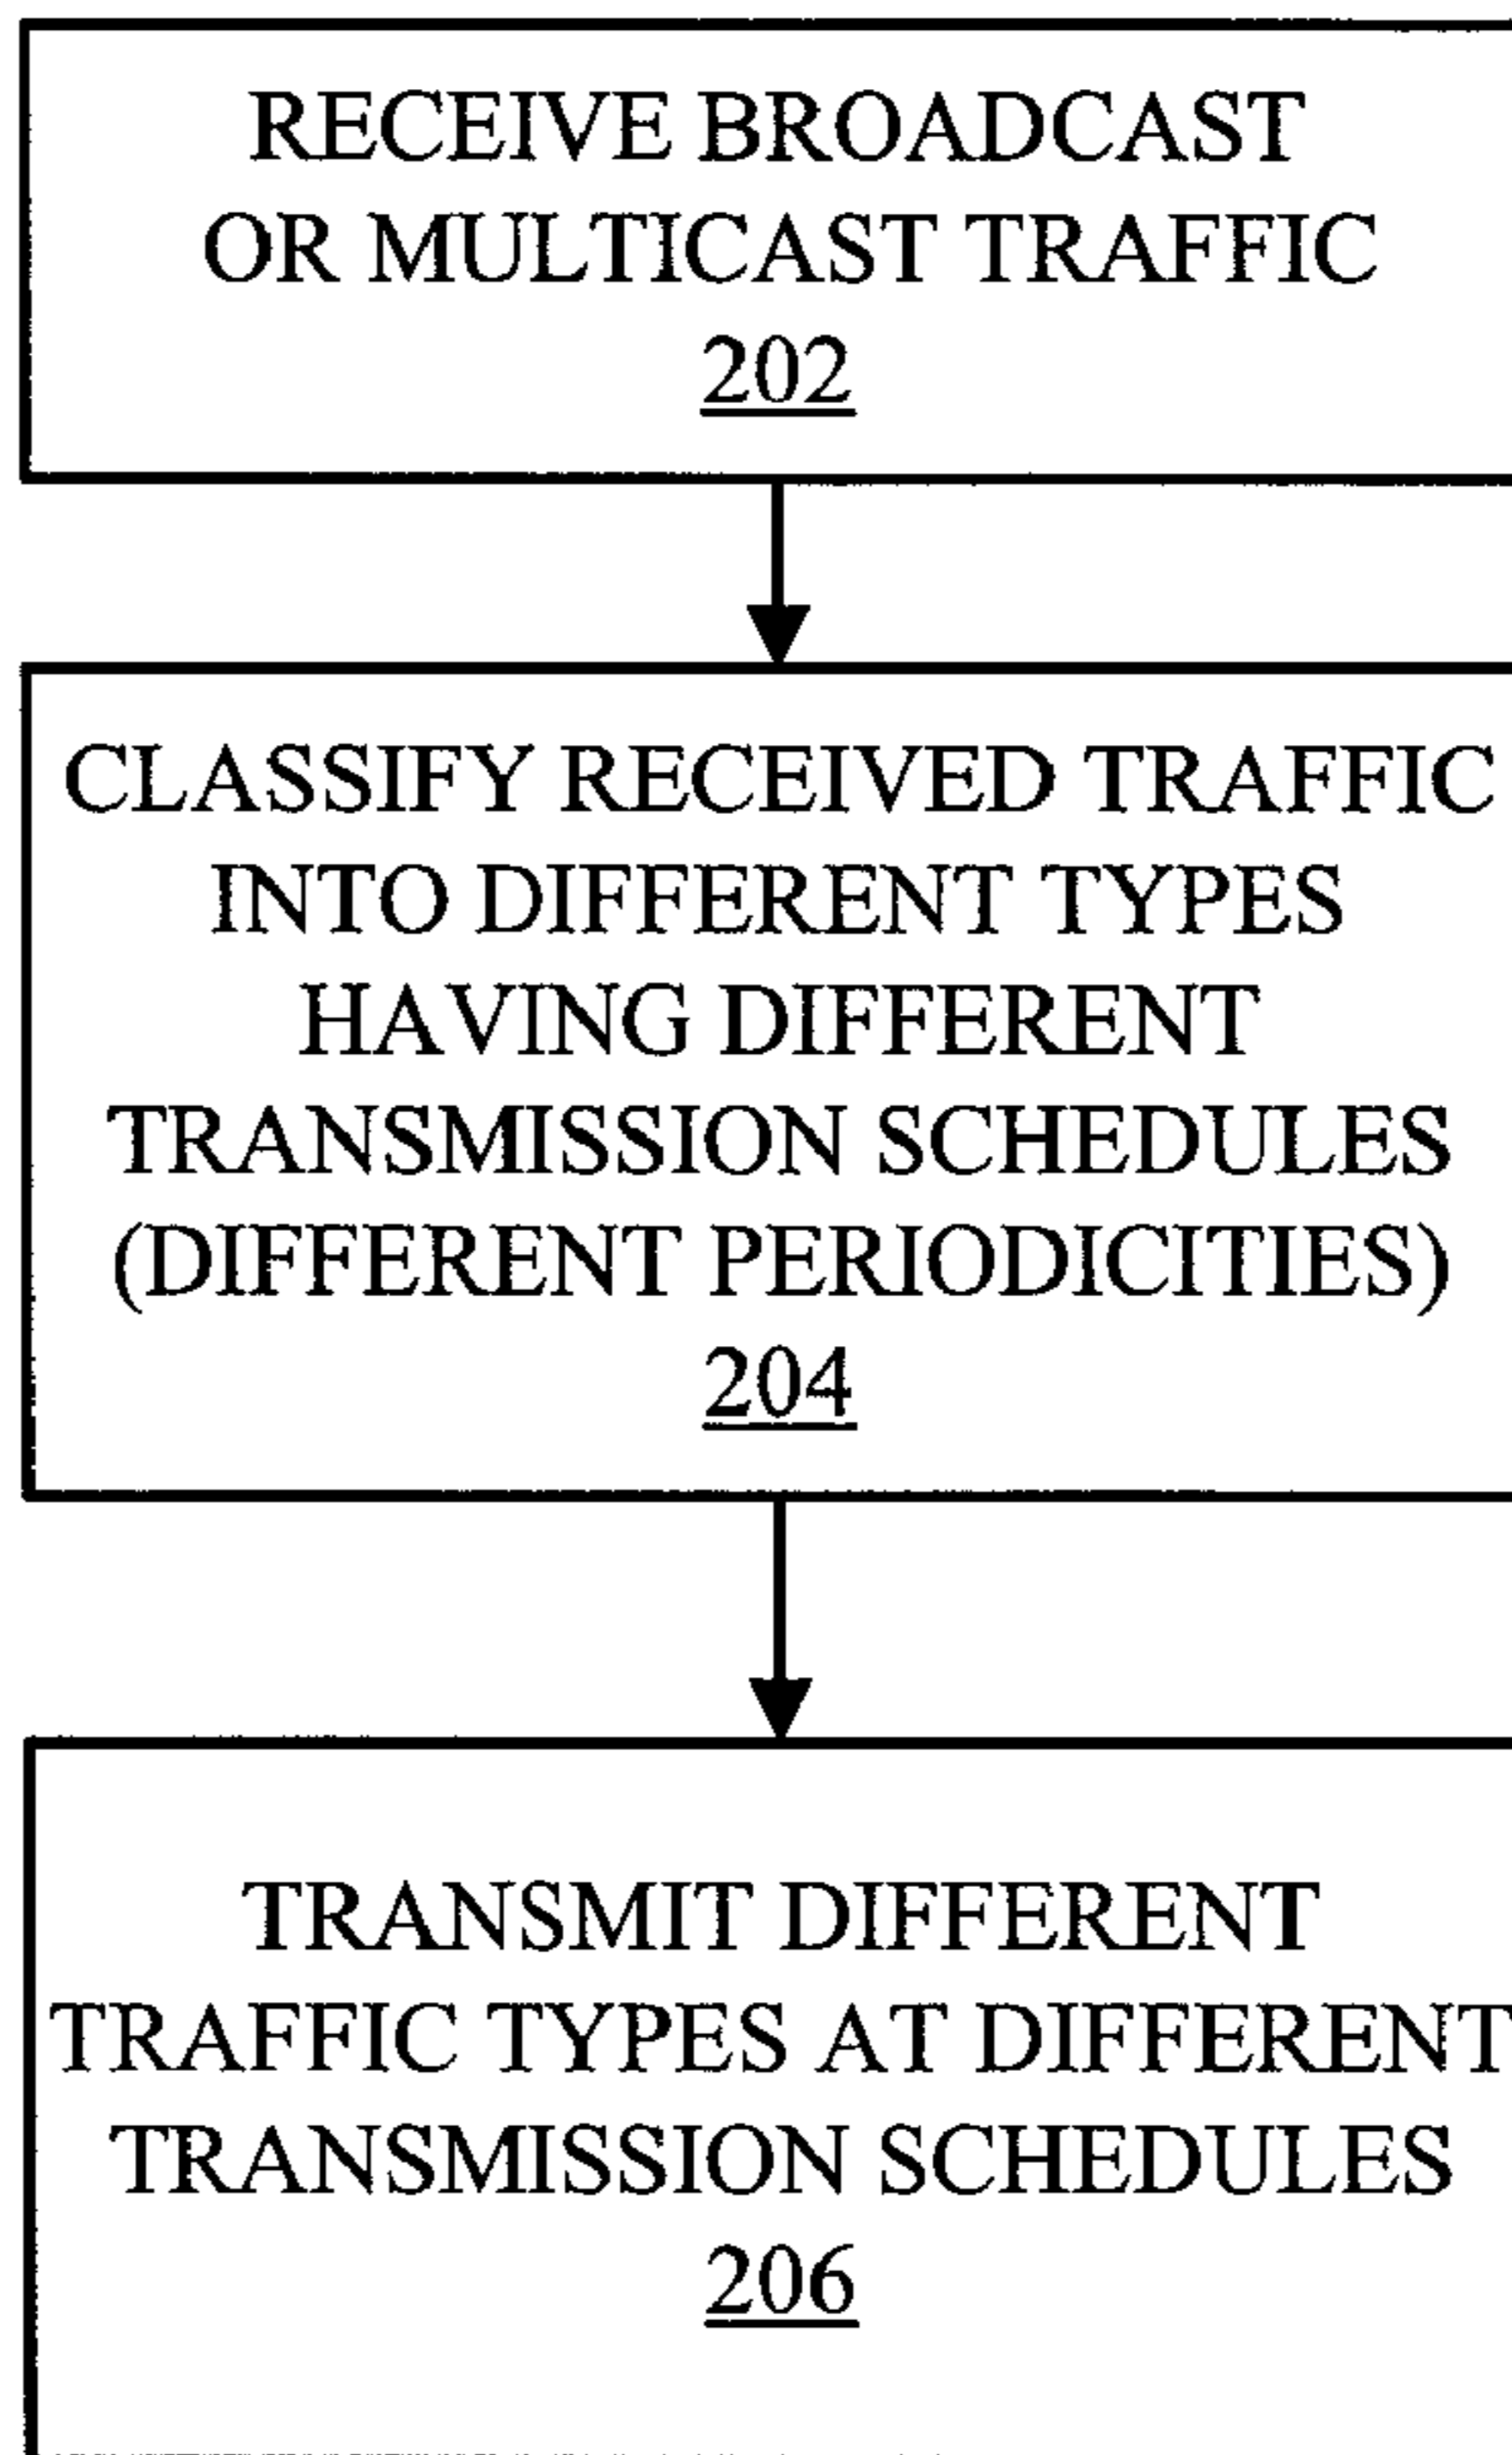 RECEIVE BROADCAST
OR MULTICAST TRAFFIC
202
CLASSIFY RECEIVED TRAFFIC
INTO DIFFERENT TYPES
HAVING DIFFERENT
TRANSMISSION SCHEDULES
(DIFFERENT PERIODICITIES)
204
TRANSMIT DIFFERENT
TRAFFIC TYPES AT DIFFERENT
TRANSMISSION SCHEDULES
206